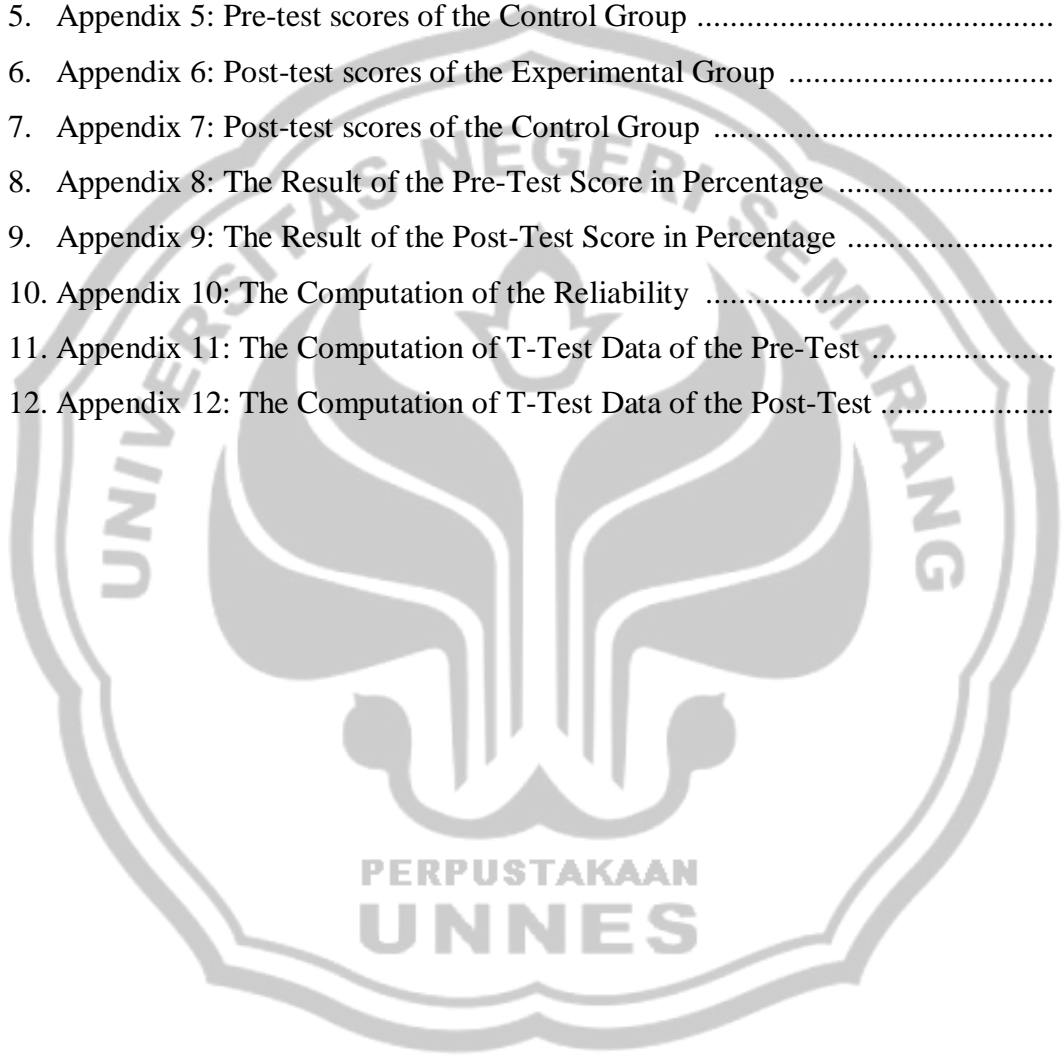 5. Appendix 5: Pre-test scores of the Control Group ....................................
6. Appendix 6: Post-test scores of the Experimental Group ...........................
7. Appendix 7: Post-test scores of the Control Group ..................................
8. Appendix 8: The Result of the Pre-Test Score in Percentage ......................
9. Appendix 9: The Result of the Post-Test Score in Percentage .....................
10. Appendix 10: The Computation of the Reliability ...................................
11. Appendix 11: The Computation of T-Test Data of the Pre-Test ...................
12. Appendix 12: The Computation of T-Test Data of the Post-Test ..................
UNIVERSITAS NEGERI SEMARANG
PERPUSTAKAAN
UNNES